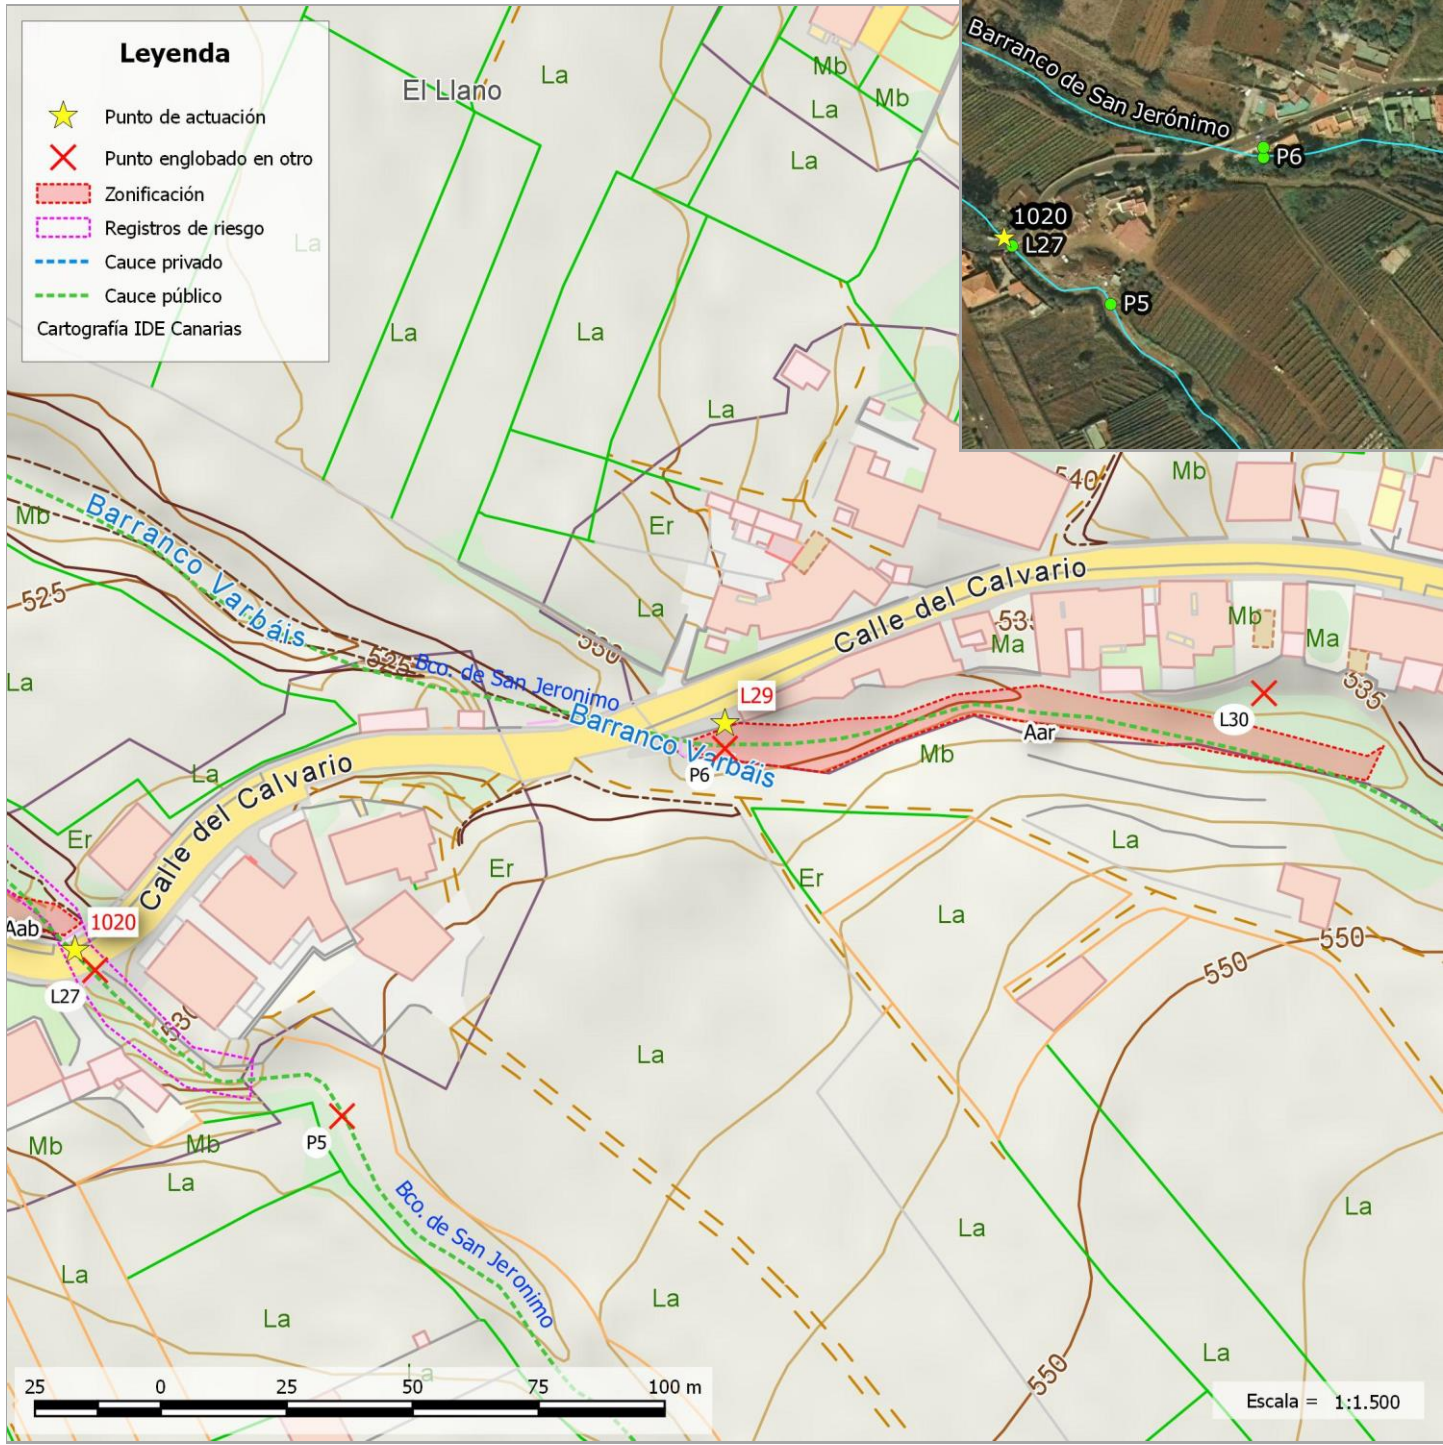 Leyenda
Punto de actuación
Punto englobado en otro
Zonificación
Registros de riesgo
Cauce privado
Cauce público
Cartografía IDE Canarias
Barranco de San Jerónimo
P6
1020
L27
P5
El Llano
La
Mb
La
Mb
La
La
La
La
La
540
Mb
Mb
Er
Barranco Varbáis
525
La
530
Calle del Calvario
535
Ma
Mb
Ma
525
Bco. de San Jeronimo
La
L29
535
Barranco Varbáis
L30
Aar
Mb
P6
La
Calle del Calvario
Er
La
Er
Er
La
Aab
1020
550
550
L27
530
La
P5
Mb
Mb
La
Bco. de San Jeronimo
La
La
La
La
La
La
La
550
25 0 25 50 75 100 m
Escala = 1:1.500